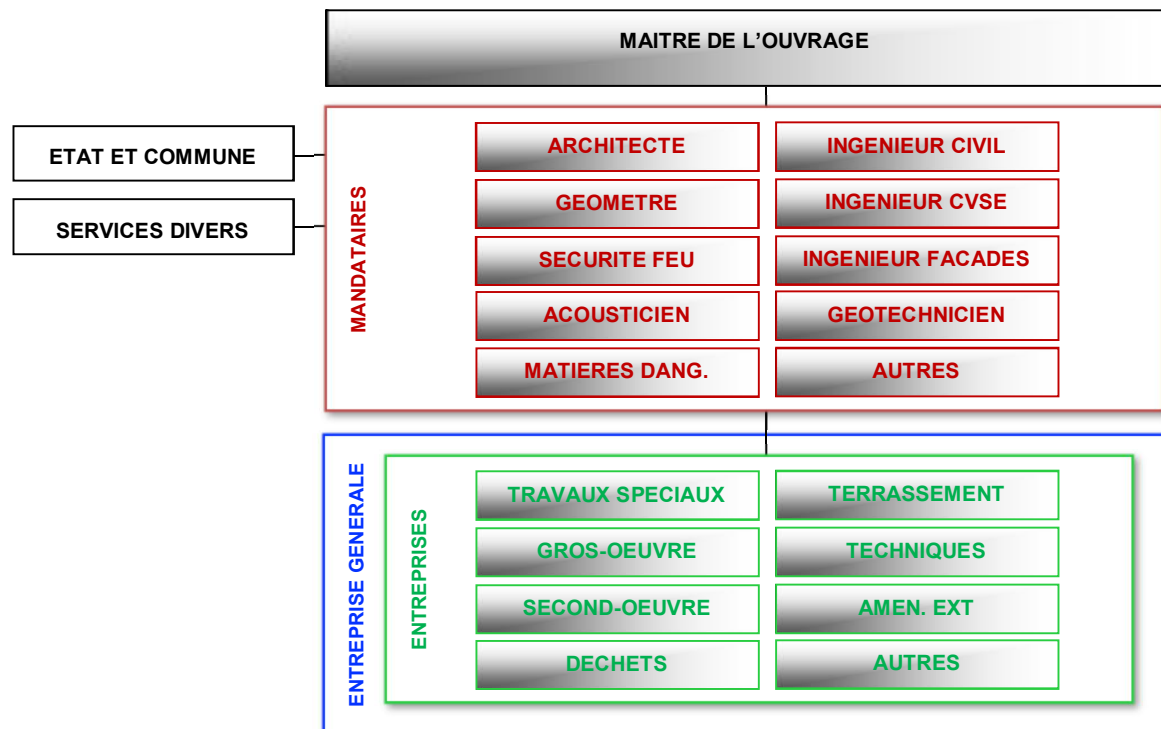 MAITRE DE L'OUVRAGE
ETAT ET COMMUNE
SERVICES DIVERS
MANDATAIRES
ARCHITECTE
INGENIEUR CIVIL
GEOMETRE
INGENIEUR CVSE
SECURITE FEU
INGENIEUR FACADES
ACOUSTICIEN
GEOTECHNICIEN
MATIERES DANG.
AUTRES
ENTREPRISE GENERALE
ENTREPRISES
TRAVAUX SPECIAUX
TERRASSEMENT
GROS-OEUVRE
TECHNIQUES
SECOND-OEUVRE
AMEN. EXT
DECHETS
AUTRES